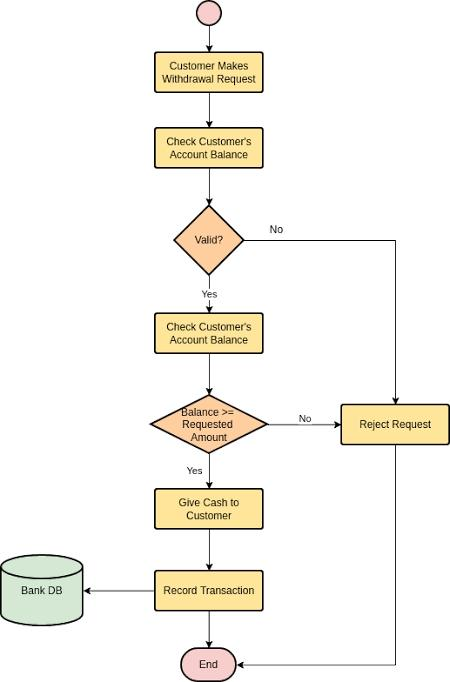 Customer Makes
Withdrawal Request
Check Customer's
Account Balance
Valid?
No
Yes
Check Customer's
Account Balance
Balance >=
Requested
Amount
No
Reject Request
Yes
Give Cash to
Customer
Bank DB
Record Transaction
End